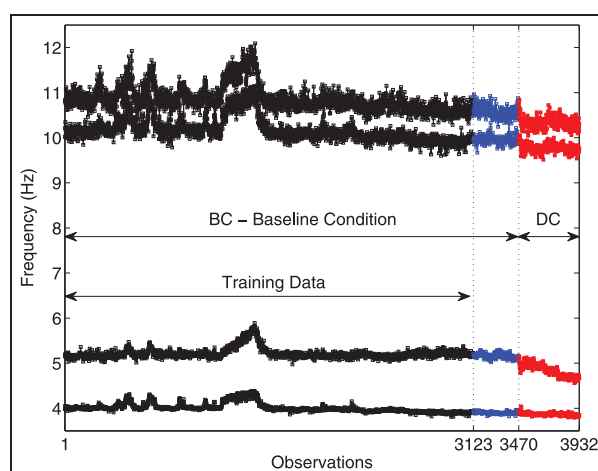 12
11
10
9
8
7
6
5
4
Frequency (Hz)
BC – Baseline Condition
DC
Training Data
1
3123
3470
3932
Observations